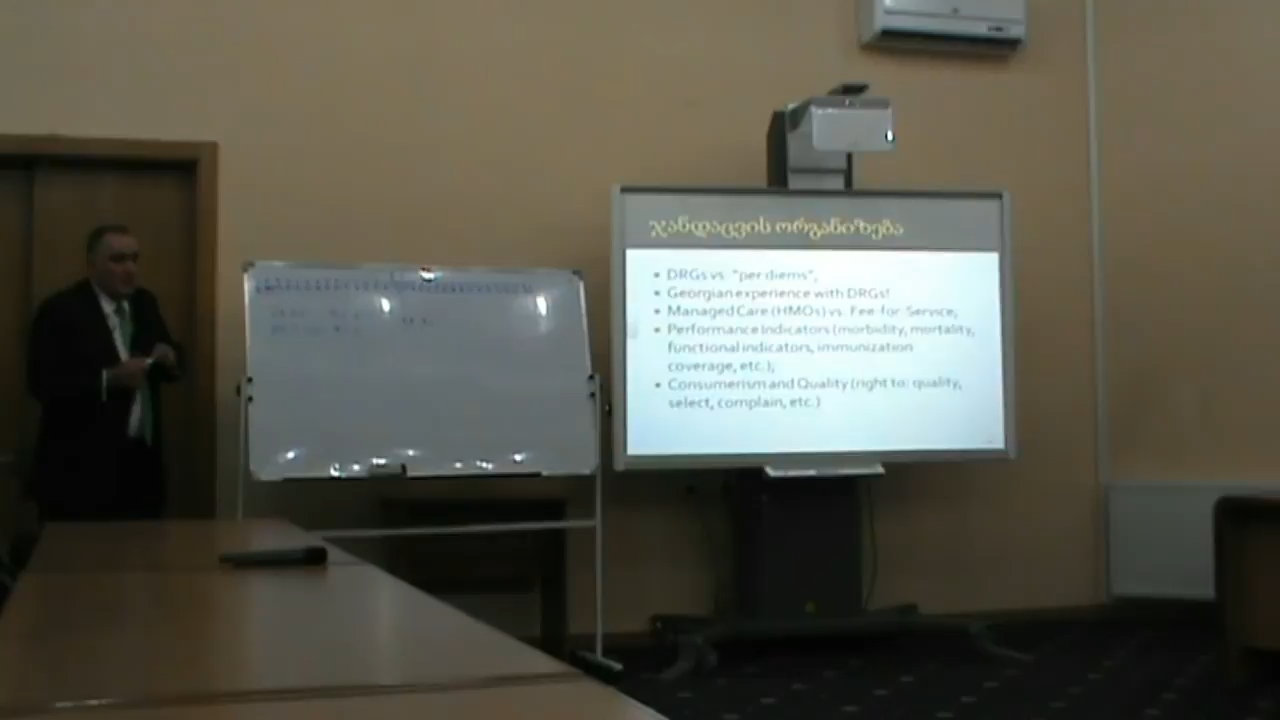 ჯანდაცვის ორგანიზება
DRGs vs. "per diems",
Georgian experience with DRGs!
Managed Care (HMOs) vs. Fee-for-Service,
Performance Indicators (morbidity, mortality,
functional indicators, immunization
coverage, etc.),
Consumerism and Quality (right to: quality,
select, complain, etc.)